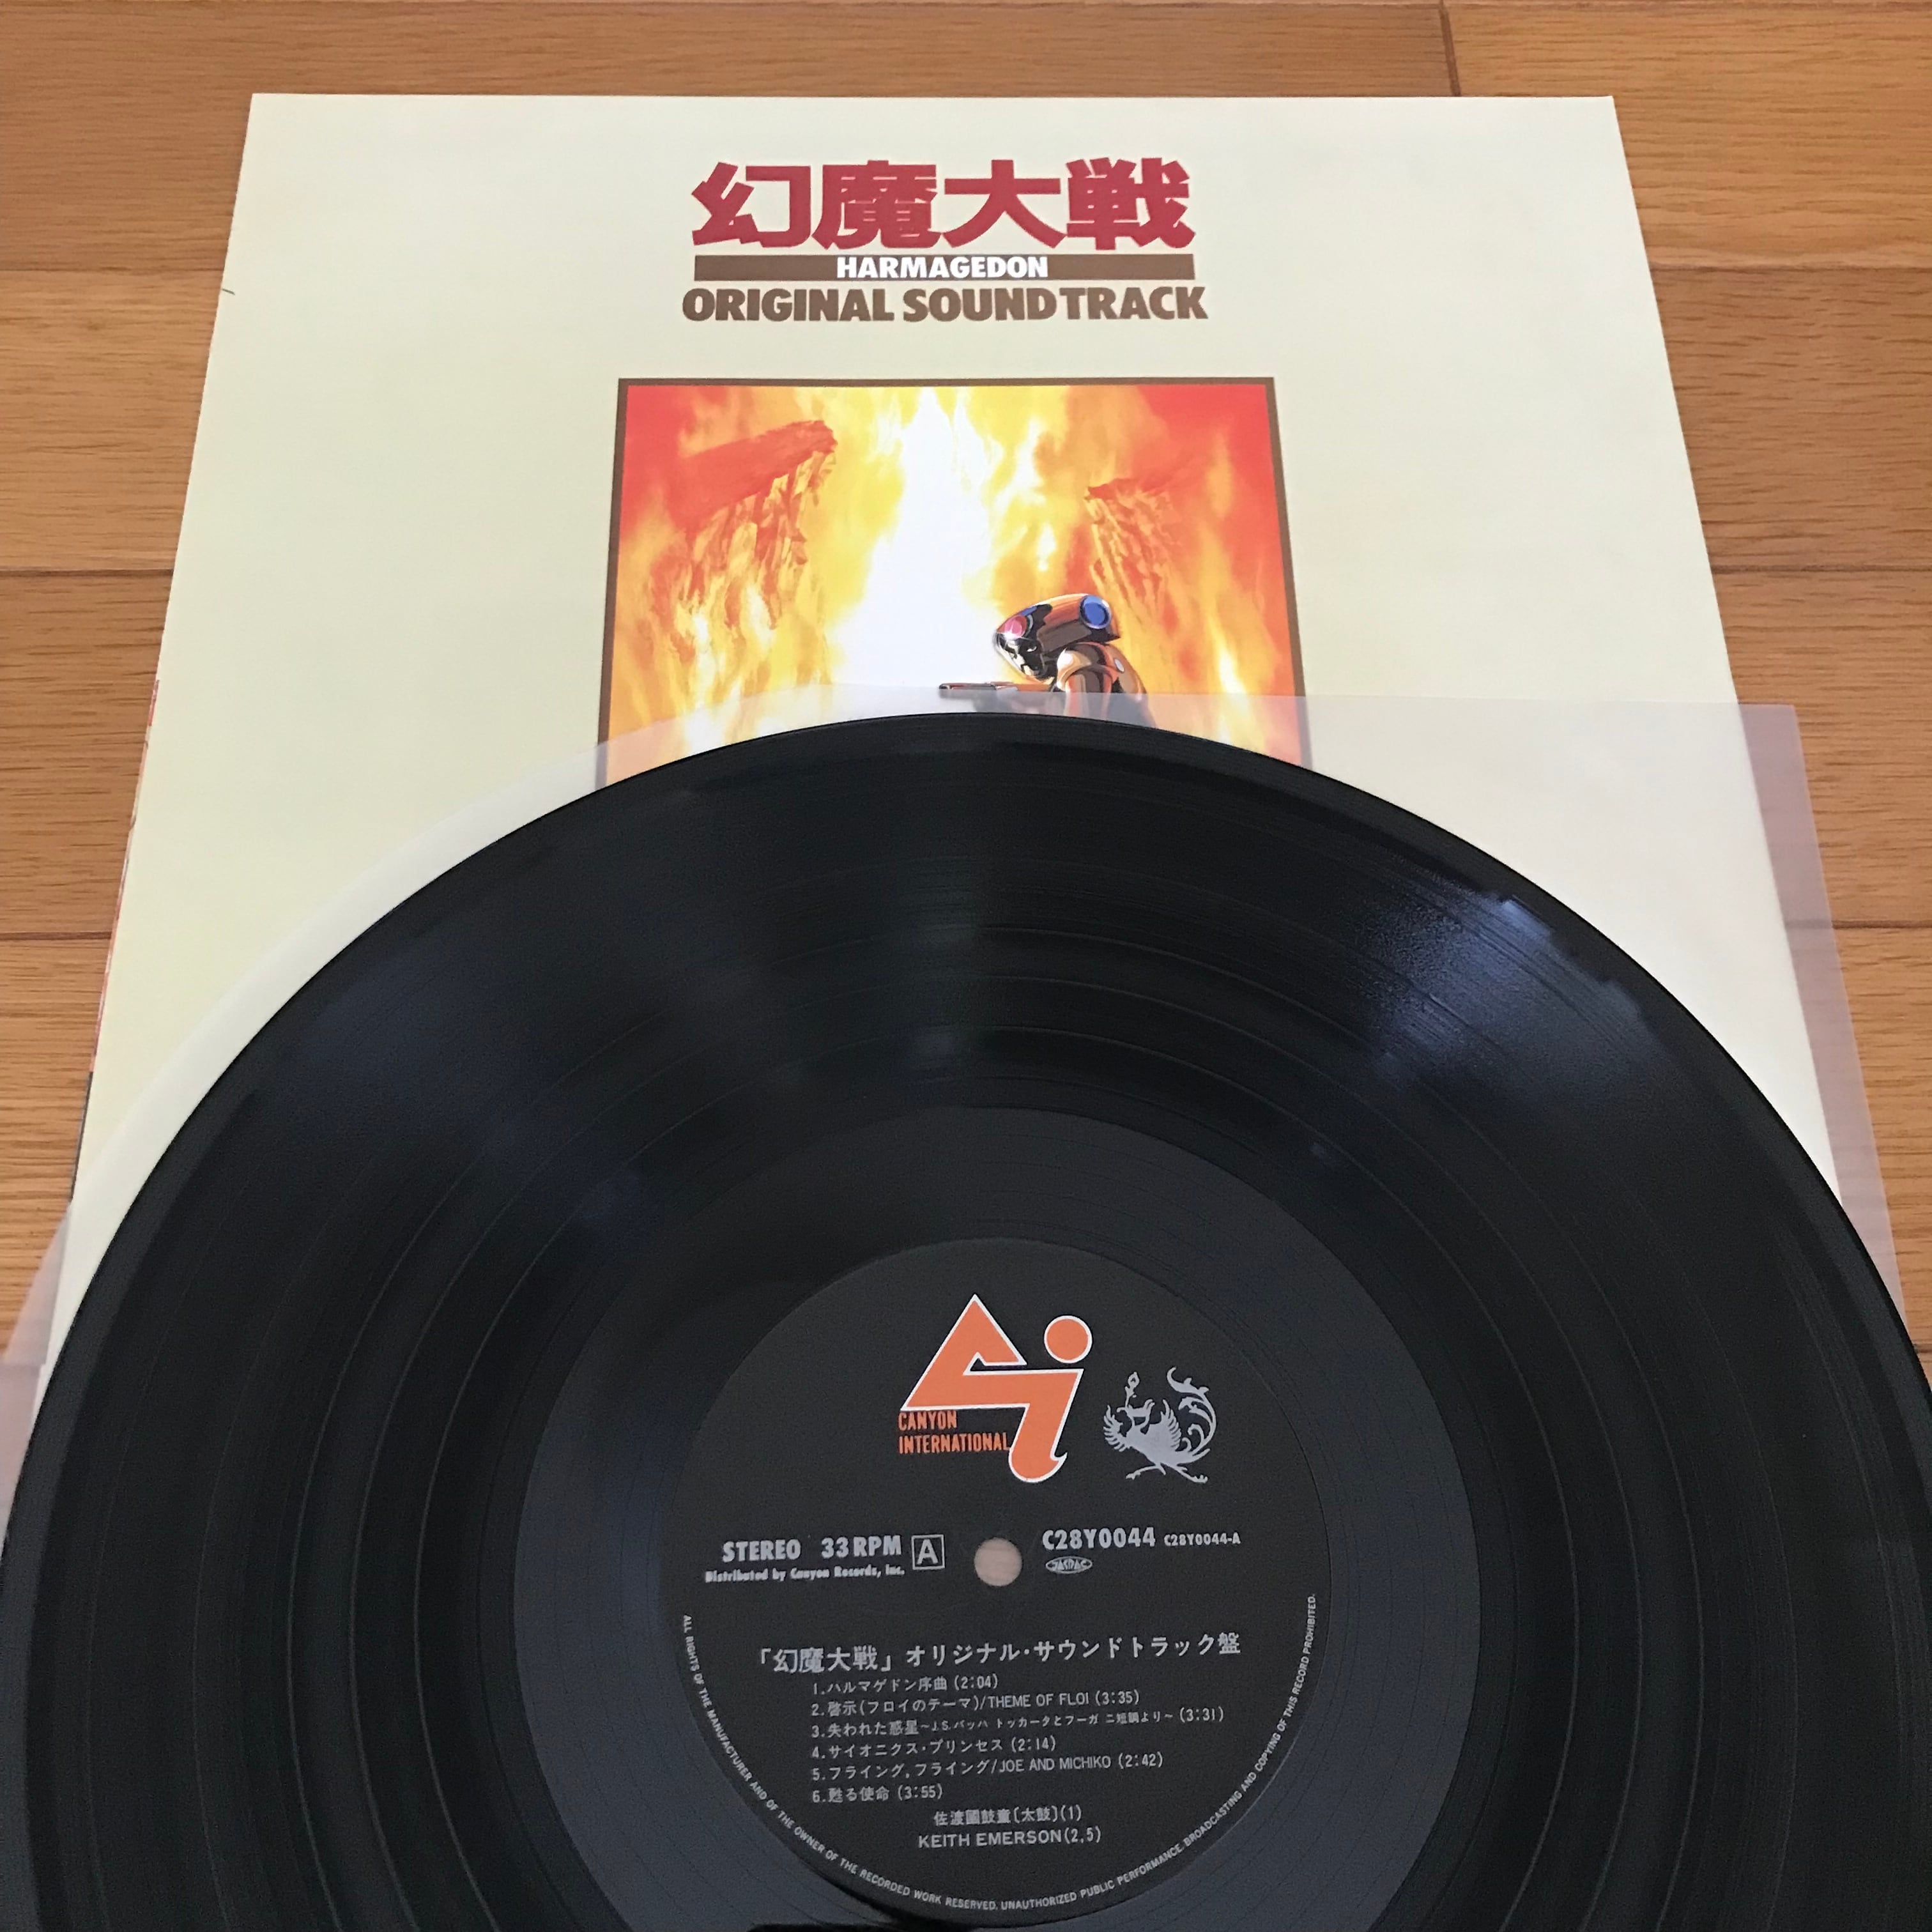 幻魔大戦
HARMAGEDON
ORIGINAL SOUNDTRACK
CANYON
INTERNATIONAL
STEREO 33RPM A
Distributed by Canyon Records, Inc.
C28Y0044 C28Y0044-A
JASRAC
「幻魔大戦」オリジナル・サウンドトラック盤
1.ハルマゲドン序曲(2:04)
2.啓示(フロイのテーマ)/THEME OF FLOI(3:35)
3.失われた惑星~J.S.バッハ トッカータとフーガ ニ短調より~(3:31)
4.サイオニクス・プリンセス(2:14)
5.フライング,フライング/JOE AND MICHIKO(2:42)
6.甦る使命(3:55)
佐渡國鼓童〔太鼓〕(1)
KEITH EMERSON(2,5)
ALL RIGHTS OF THE MANUFACTURER AND OF THE OWNER OF THE RECORDED WORK RESERVED. UNAUTHORIZED PUBLIC PERFORMANCE, BROADCASTING AND COPYING OF THIS RECORD PROHIBITED.